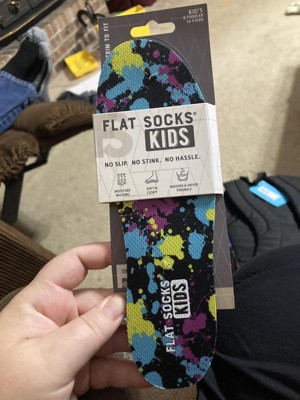 KID'S
TRIM TO FIT
FLAT SOCKS®
KIDS
NO SLIP. NO STINK. NO HASSLE.
MOISTURE
WICKING
SOFT &
COMFY
WASHER & DRYER
FRIENDLY
FLAT SOCKS
KIDS